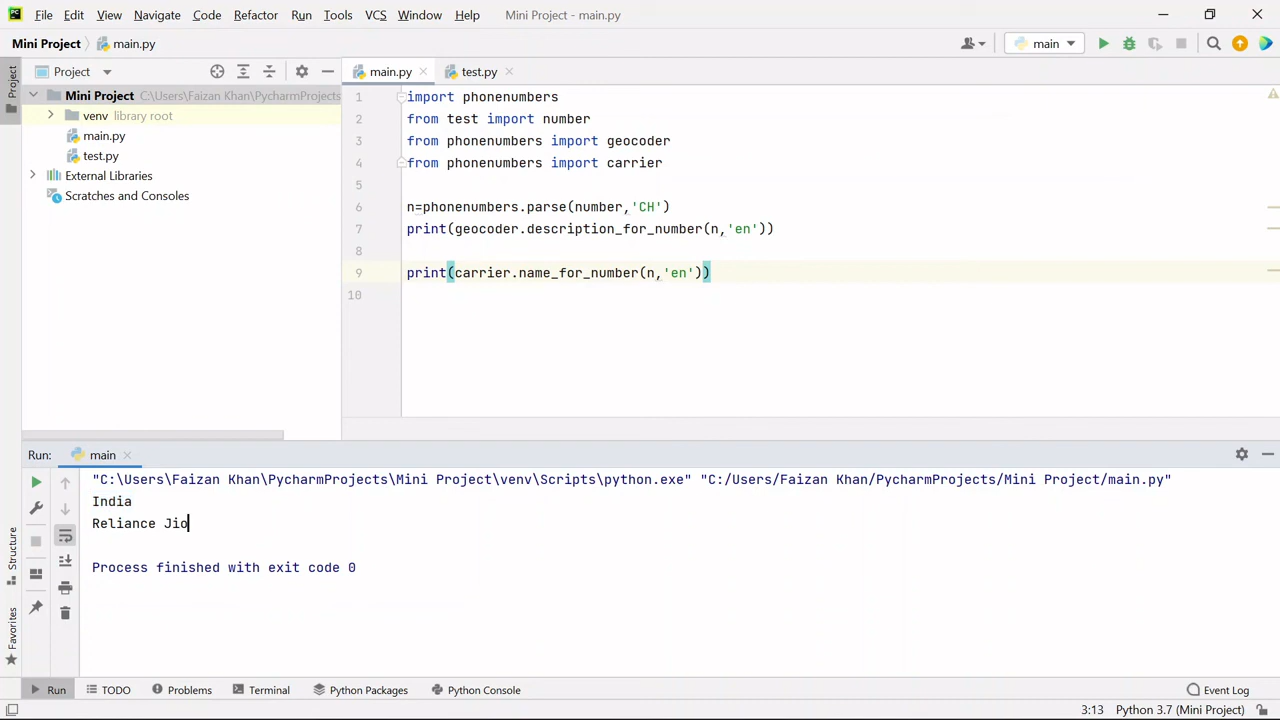 File Edit View Navigate Code Refactor Run Tools VCS Window Help Mini Project - main.py
Mini Project main.py main
Project main.py test.py
Project
Mini Project C:\Users\Faizan Khan\PycharmProjects
venv library root
main.py
test.py
External Libraries
Scratches and Consoles
1 import phonenumbers
2 from test import number
3 from phonenumbers import geocoder
4 from phonenumbers import carrier
5
6 n=phonenumbers.parse(number,'CH')
7 print(geocoder.description_for_number(n,'en'))
8
9 print(carrier.name_for_number(n,'en'))
10
Run: main
"C:\Users\Faizan Khan\PycharmProjects\Mini Project\venv\Scripts\python.exe" "C:/Users/Faizan Khan/PycharmProjects/Mini Project/main.py"
India
Reliance Jio
Process finished with exit code 0
Structure
Favorites
Run TODO Problems Terminal Python Packages Python Console Event Log
3:13 Python 3.7 (Mini Project)